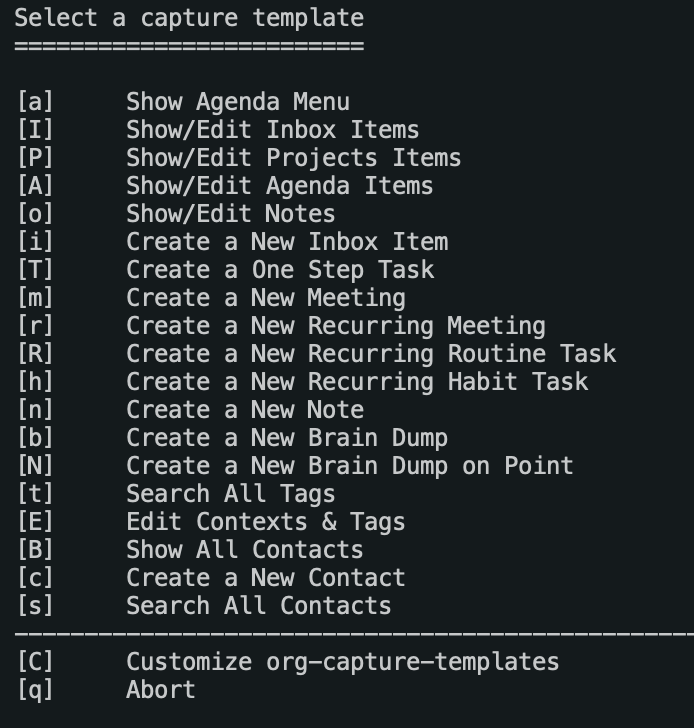 Select a capture template
=========================
[a] Show Agenda Menu
[I] Show/Edit Inbox Items
[P] Show/Edit Projects Items
[A] Show/Edit Agenda Items
[o] Show/Edit Notes
[i] Create a New Inbox Item
[T] Create a One Step Task
[m] Create a New Meeting
[r] Create a New Recurring Meeting
[R] Create a New Recurring Routine Task
[h] Create a New Recurring Habit Task
[n] Create a New Note
[b] Create a New Brain Dump
[N] Create a New Brain Dump on Point
[t] Search All Tags
[E] Edit Contexts & Tags
[B] Show All Contacts
[c] Create a New Contact
[s] Search All Contacts
-------------------------------------------------
[C] Customize org-capture-templates
[q] Abort